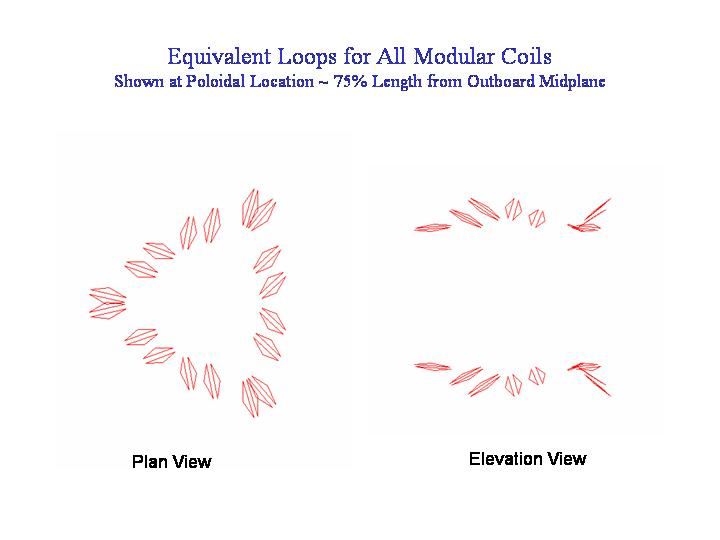 Equivalent Loops for All Modular Coils
Shown at Poloidal Location ~ 75% Length from Outboard Midplane
Plan View
Elevation View